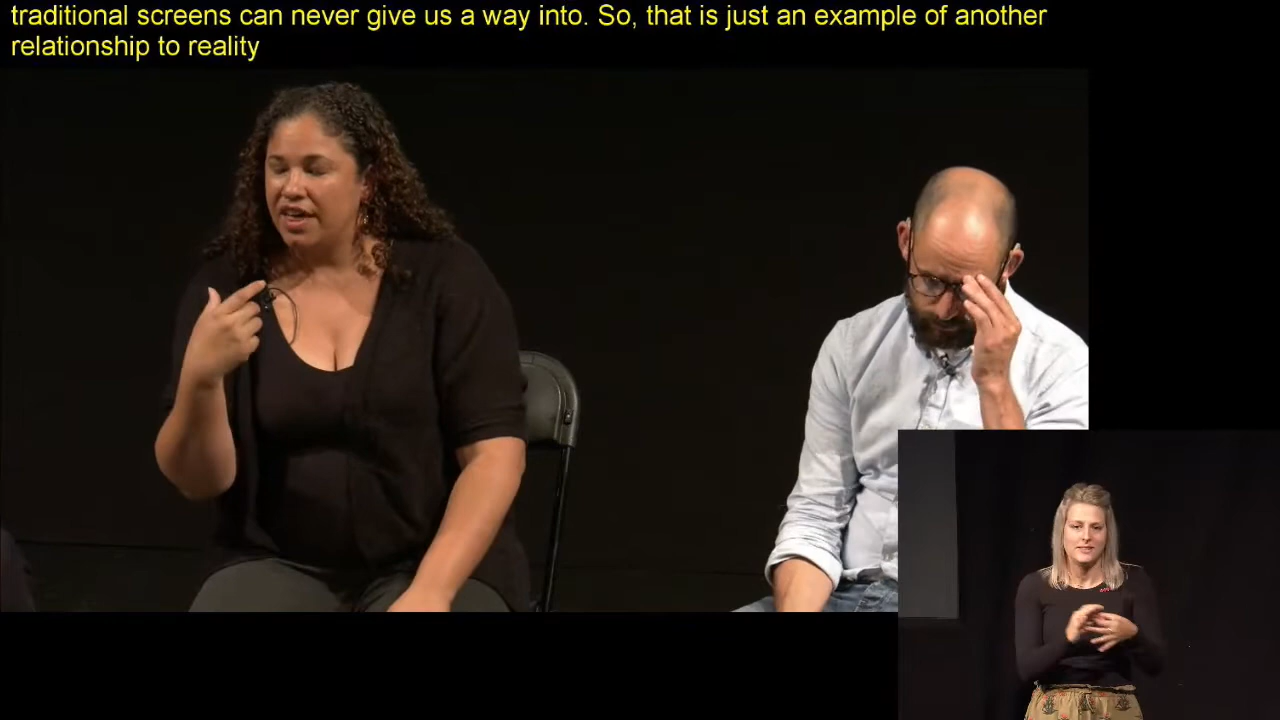 traditional screens can never give us a way into. So, that is just an example of another
relationship to reality